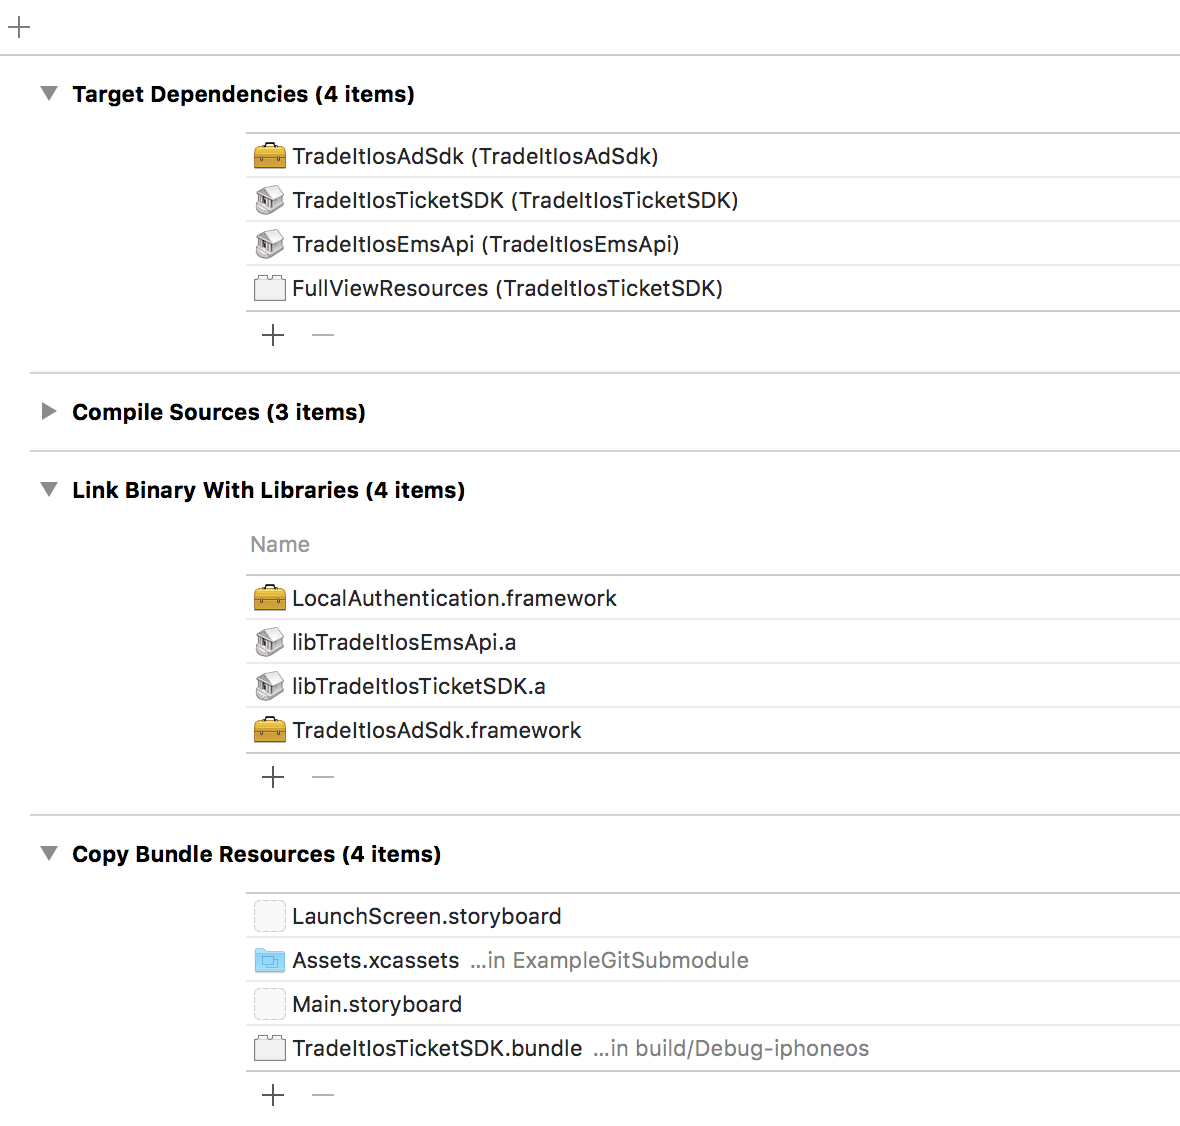 Target Dependencies (4 items)
TradeItIosAdSdk (TradeItIosAdSdk)
TradeItIosTicketSDK (TradeItIosTicketSDK)
TradeItIosEmsApi (TradeItIosEmsApi)
FullViewResources (TradeItIosTicketSDK)
Compile Sources (3 items)
Link Binary With Libraries (4 items)
Name
LocalAuthentication.framework
libTradeItIosEmsApi.a
libTradeItIosTicketSDK.a
TradeItIosAdSdk.framework
Copy Bundle Resources (4 items)
LaunchScreen.storyboard
Assets.xcassets ...in ExampleGitSubmodule
Main.storyboard
TradeItIosTicketSDK.bundle ...in build/Debug-iphoneos